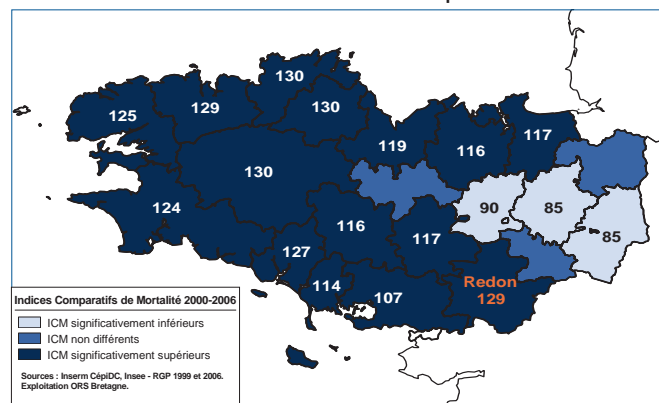 130
129
130
125
117
119
116
130
90
85
124
116
85
117
127
Redon
114
107
129
Indices Comparatifs de Mortalité 2000-2006
ICM significativement inférieurs
ICM non différents
ICM significativement supérieurs
Sources : Inserm CépiDC, Insee - RGP 1999 et 2006.
Exploitation ORS Bretagne.